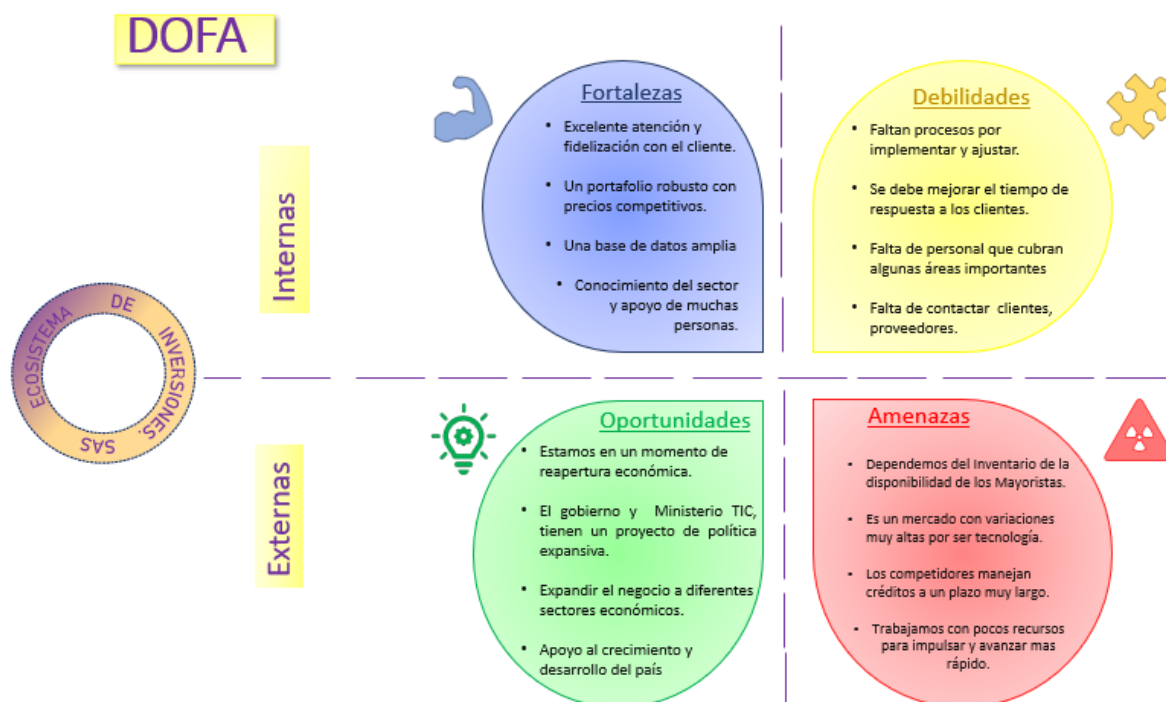 DOFA
Internas
Externas
ECOSISTEMA DE INVERSIONES. SAS
Fortalezas
• Excelente atención y
fidelización con el cliente.
• Un portafolio robusto con
precios competitivos.
• Una base de datos amplia
• Conocimiento del sector
y apoyo de muchas
personas.
Debilidades
• Faltan procesos por
implementar y ajustar.
• Se debe mejorar el tiempo de
respuesta a los clientes.
• Falta de personal que cubran
algunas áreas importantes
• Falta de contactar clientes,
proveedores.
Oportunidades
• Estamos en un momento de
reapertura económica.
• El gobierno y Ministerio TIC,
tienen un proyecto de política
expansiva.
• Expandir el negocio a diferentes
sectores económicos.
• Apoyo al crecimiento y
desarrollo del país
Amenazas
- Dependemos del Inventario de la
disponibilidad de los Mayoristas.
- Es un mercado con variaciones
muy altas por ser tecnología.
- Los competidores manejan
créditos a un plazo muy largo.
- Trabajamos con pocos recursos
para impulsar y avanzar mas
rápido.